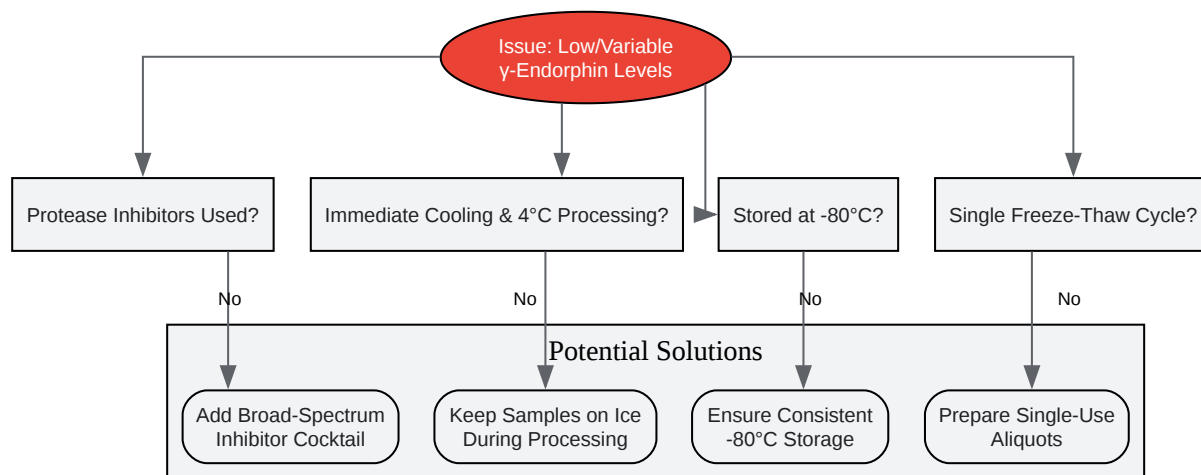 Issue: Low/Variable
γ-Endorphin Levels
Protease Inhibitors Used?
Immediate Cooling & 4°C Processing?
Stored at -80°C?
Single Freeze-Thaw Cycle?
No
No
No
No
Potential Solutions
Add Broad-Spectrum
Inhibitor Cocktail
Keep Samples on Ice
During Processing
Ensure Consistent
-80°C Storage
Prepare Single-Use
Aliquots